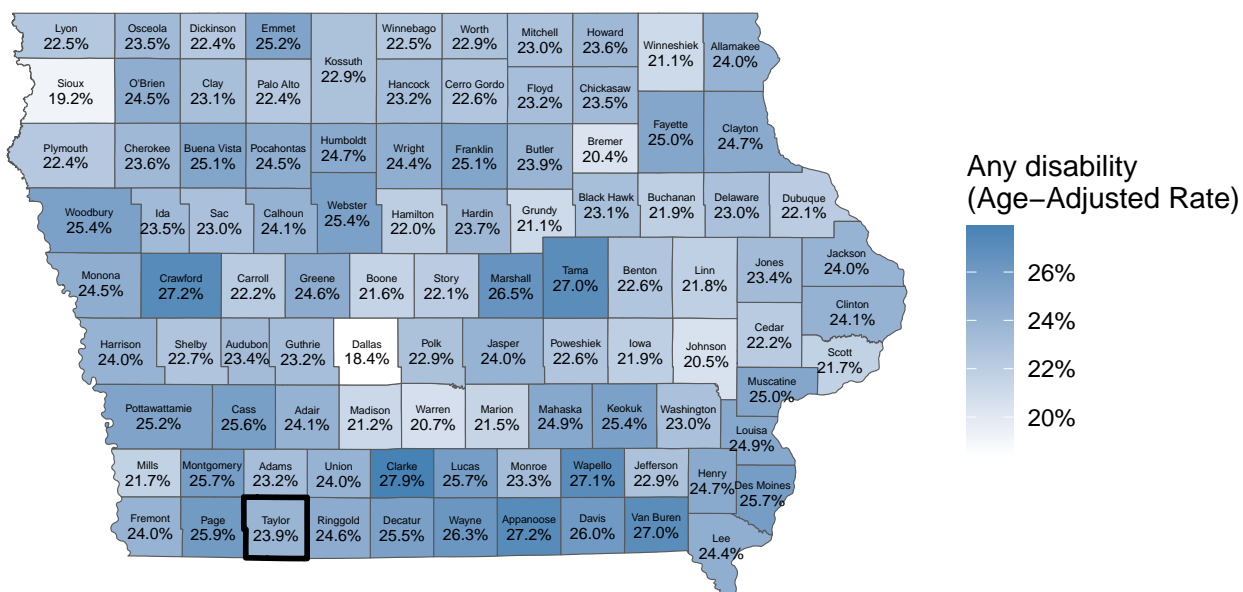 Lyon
22.5%
Osceola
23.5%
Dickinson
22.4%
Emmet
25.2%
Kossuth
22.9%
Winnebago
22.5%
Worth
22.9%
Mitchell
23.0%
Howard
23.6%
Winneshiek
21.1%
Allamakee
24.0%
Sioux
19.2%
O'Brien
24.5%
Clay
23.1%
Palo Alto
22.4%
Hancock
23.2%
Cerro Gordo
22.6%
Floyd
23.2%
Chickasaw
23.5%
Fayette
25.0%
Clayton
24.7%
Plymouth
22.4%
Cherokee
23.6%
Buena Vista
25.1%
Pocahontas
24.5%
Humboldt
24.7%
Wright
24.4%
Franklin
25.1%
Butler
23.9%
Bremer
20.4%
Woodbury
25.4%
Ida
23.5%
Sac
23.0%
Calhoun
24.1%
Webster
25.4%
Hamilton
22.0%
Hardin
23.7%
Grundy
21.1%
Black Hawk
23.1%
Buchanan
21.9%
Delaware
23.0%
Dubuque
22.1%
Monona
24.5%
Crawford
27.2%
Carroll
22.2%
Greene
24.6%
Boone
21.6%
Story
22.1%
Marshall
26.5%
Tama
27.0%
Benton
22.6%
Linn
21.8%
Jones
23.4%
Jackson
24.0%
Clinton
24.1%
Harrison
24.0%
Shelby
22.7%
Audubon
23.4%
Guthrie
23.2%
Dallas
18.4%
Polk
22.9%
Jasper
24.0%
Poweshiek
22.6%
Iowa
21.9%
Johnson
20.5%
Cedar
22.2%
Scott
21.7%
Muscatine
25.0%
Pottawattamie
25.2%
Cass
25.6%
Adair
24.1%
Madison
21.2%
Warren
20.7%
Marion
21.5%
Mahaska
24.9%
Keokuk
25.4%
Washington
23.0%
Louisa
24.9%
Mills
21.7%
Montgomery
25.7%
Adams
23.2%
Union
24.0%
Clarke
27.9%
Lucas
25.7%
Monroe
23.3%
Wapello
27.1%
Jefferson
22.9%
Henry
24.7%
Des Moines
25.7%
Fremont
24.0%
Page
25.9%
Taylor
23.9%
Ringgold
24.6%
Decatur
25.5%
Wayne
26.3%
Appanoose
27.2%
Davis
26.0%
Van Buren
27.0%
Lee
24.4%
Any disability
(Age−Adjusted Rate)
26%
24%
22%
20%